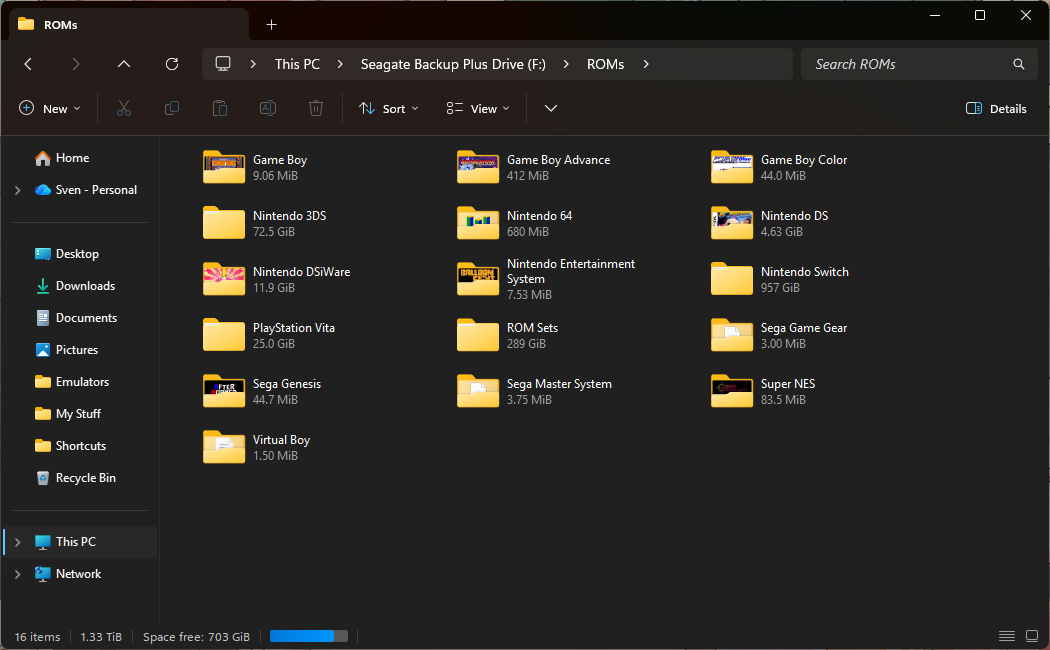 ROMs
This PC
Seagate Backup Plus Drive (F:)
ROMs
Search ROMs
New
Sort
View
Details
Home
Sven - Personal
Desktop
Downloads
Documents
Pictures
Emulators
My Stuff
Shortcuts
Recycle Bin
This PC
Network
Game Boy
9.06 MiB
Game Boy Advance
412 MiB
Game Boy Color
44.0 MiB
Nintendo 3DS
72.5 GiB
Nintendo 64
680 MiB
Nintendo DS
4.63 GiB
Nintendo DSiWare
11.9 GiB
BALLOON
FIGHT
Nintendo Entertainment
System
7.53 MiB
Nintendo Switch
957 GiB
PlayStation Vita
25.0 GiB
ROM Sets
289 GiB
Sega Game Gear
3.00 MiB
Sega Genesis
44.7 MiB
Sega Master System
3.75 MiB
Super NES
83.5 MiB
Virtual Boy
1.50 MiB
16 items
1.33 TiB
Space free: 703 GiB